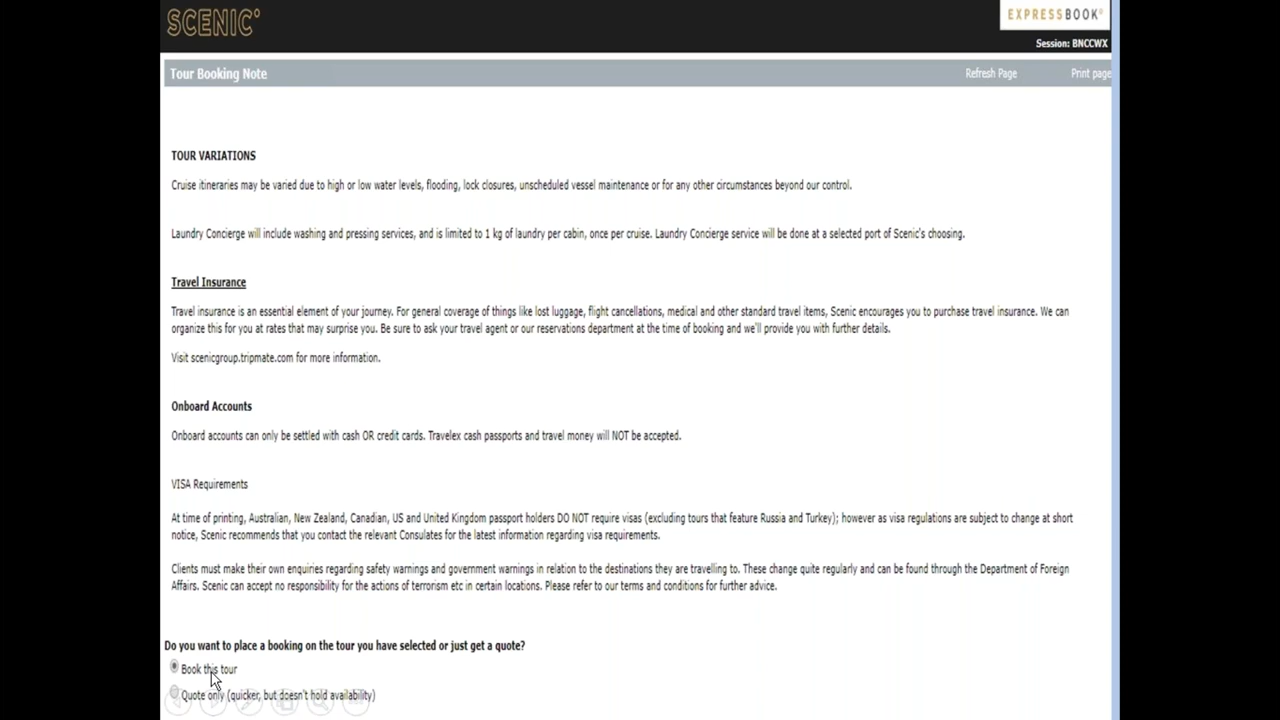 SCENIC°
EXPRESSBOOK°
Session: BNCCWX
Tour Booking Note
Refresh Page
Print page
TOUR VARIATIONS
Cruise itineraries may be varied due to high or low water levels, flooding, lock closures, unscheduled vessel maintenance or for any other circumstances beyond our control.
Laundry Concierge will include washing and pressing services, and is limited to 1 kg of laundry per cabin, once per cruise. Laundry Concierge service will be done at a selected port of Scenic's choosing.
Travel Insurance
Travel insurance is an essential element of your journey. For general coverage of things like lost luggage, flight cancellations, medical and other standard travel items, Scenic encourages you to purchase travel insurance. We can
organize this for you at rates that may surprise you. Be sure to ask your travel agent or our reservations department at the time of booking and we'll provide you with further details.
Visit scenicgroup.tripmate.com for more information.
Onboard Accounts
Onboard accounts can only be settled with cash OR credit cards. Travelex cash passports and travel money will NOT be accepted.
VISA Requirements
At time of printing, Australian, New Zealand, Canadian, US and United Kingdom passport holders DO NOT require visas (excluding tours that feature Russia and Turkey); however as visa regulations are subject to change at short
notice, Scenic recommends that you contact the relevant Consulates for the latest information regarding visa requirements.
Clients must make their own enquiries regarding safety warnings and government warnings in relation to the destinations they are travelling to. These change quite regularly and can be found through the Department of Foreign
Affairs. Scenic can accept no responsibility for the actions of terrorism etc in certain locations. Please refer to our terms and conditions for further advice.
Do you want to place a booking on the tour you have selected or just get a quote?
Book this tour
Quote only (quicker, but doesn't hold availability)